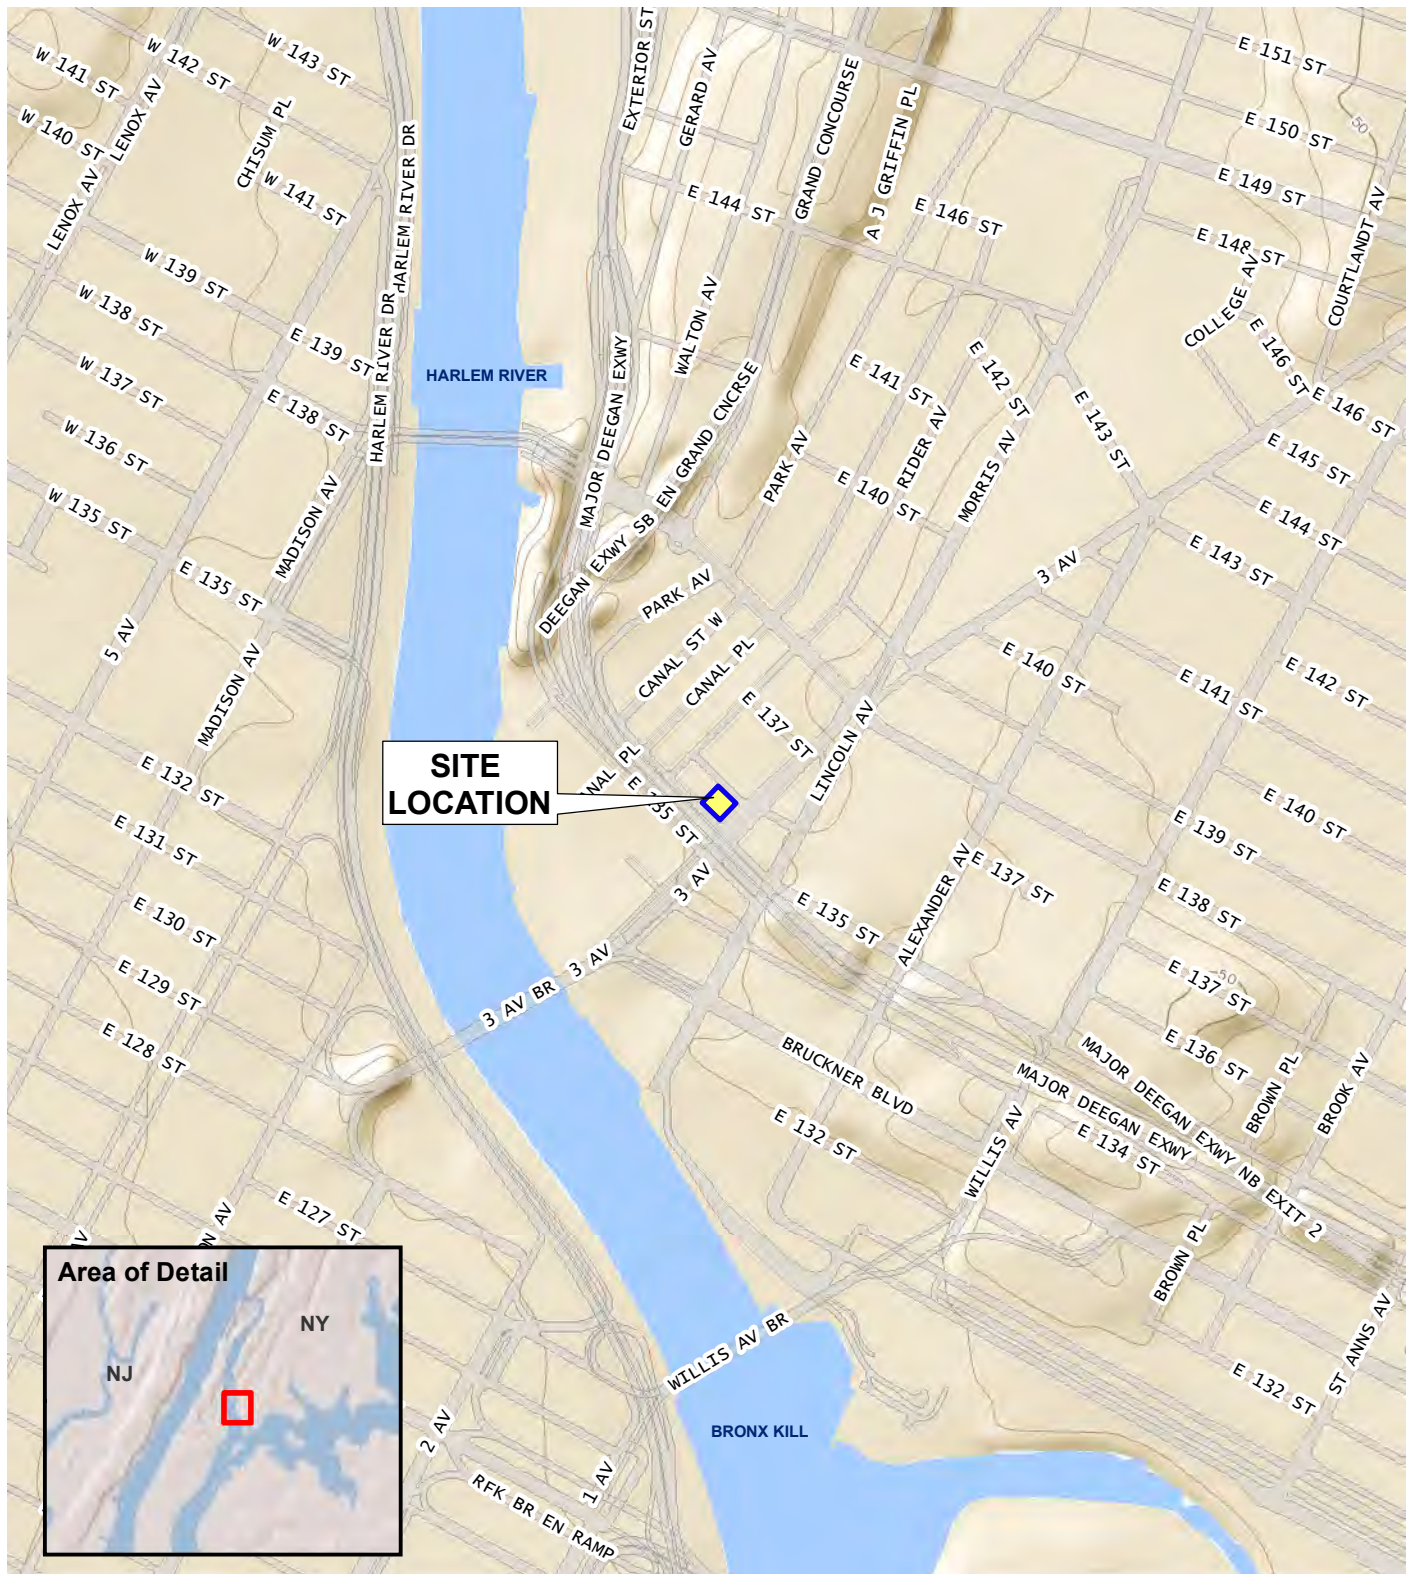 W 143 ST
W 142 ST
W 141 ST
LENOX AV
CHISUM PL
W 140 ST
W 141 ST
LENOX AV
HARLEM RIVER DR
EXTERIOR ST
GERARD AV
GRAND CONCOURSE
A J GRIFFIN PL
E 151 ST
50
E 150 ST
E 149 ST
COURTLANDT AV
E 144 ST
E 146 ST
E 148 ST
COLLEGE AV
W 139 ST
W 138 ST
E 139 ST
HARLEM RIVER DR
W 137 ST
E 138 ST
W 136 ST
W 135 ST
HARLEM RIVER
WALTON AV
MAJOR DEEGAN EXWY
DEEGAN EXWY SB EN GRAND CNCRSE
PARK AV
E 141 ST
RIDER AV
E 140 ST
E 142 ST
MORRIS AV
E 143 ST
E 146 ST
E 146 ST
E 145 ST
E 144 ST
E 143 ST
3 AV
MADISON AV
E 135 ST
5 AV
MADISON AV
PARK AV
CANAL ST W
CANAL PL
E 137 ST
LINCOLN AV
E 140 ST
E 142 ST
E 141 ST
E 132 ST
SITE
LOCATION
ANAL PL
E 135 ST
E 140 ST
E 139 ST
E 131 ST
3 AV
E 135 ST
ALEXANDER AV
E 137 ST
E 138 ST
E 130 ST
E 129 ST
3 AV
3 AV BR
50
E 137 ST
E 128 ST
E 136 ST
BRUCKNER BLVD
MAJOR DEEGAN EXWY
MAJOR DEEGAN EXWY NB EXIT 2
BROWN PL
BROOK AV
E 132 ST
E 134 ST
WILLIS AV
E 127 ST
ON AV
AV
BROWN PL
Area of Detail
NY
NJ
WILLIS AV BR
E 132 ST
ST ANNS AV
BRONX KILL
2 AV
1 AV
RFK BR EN RAMP